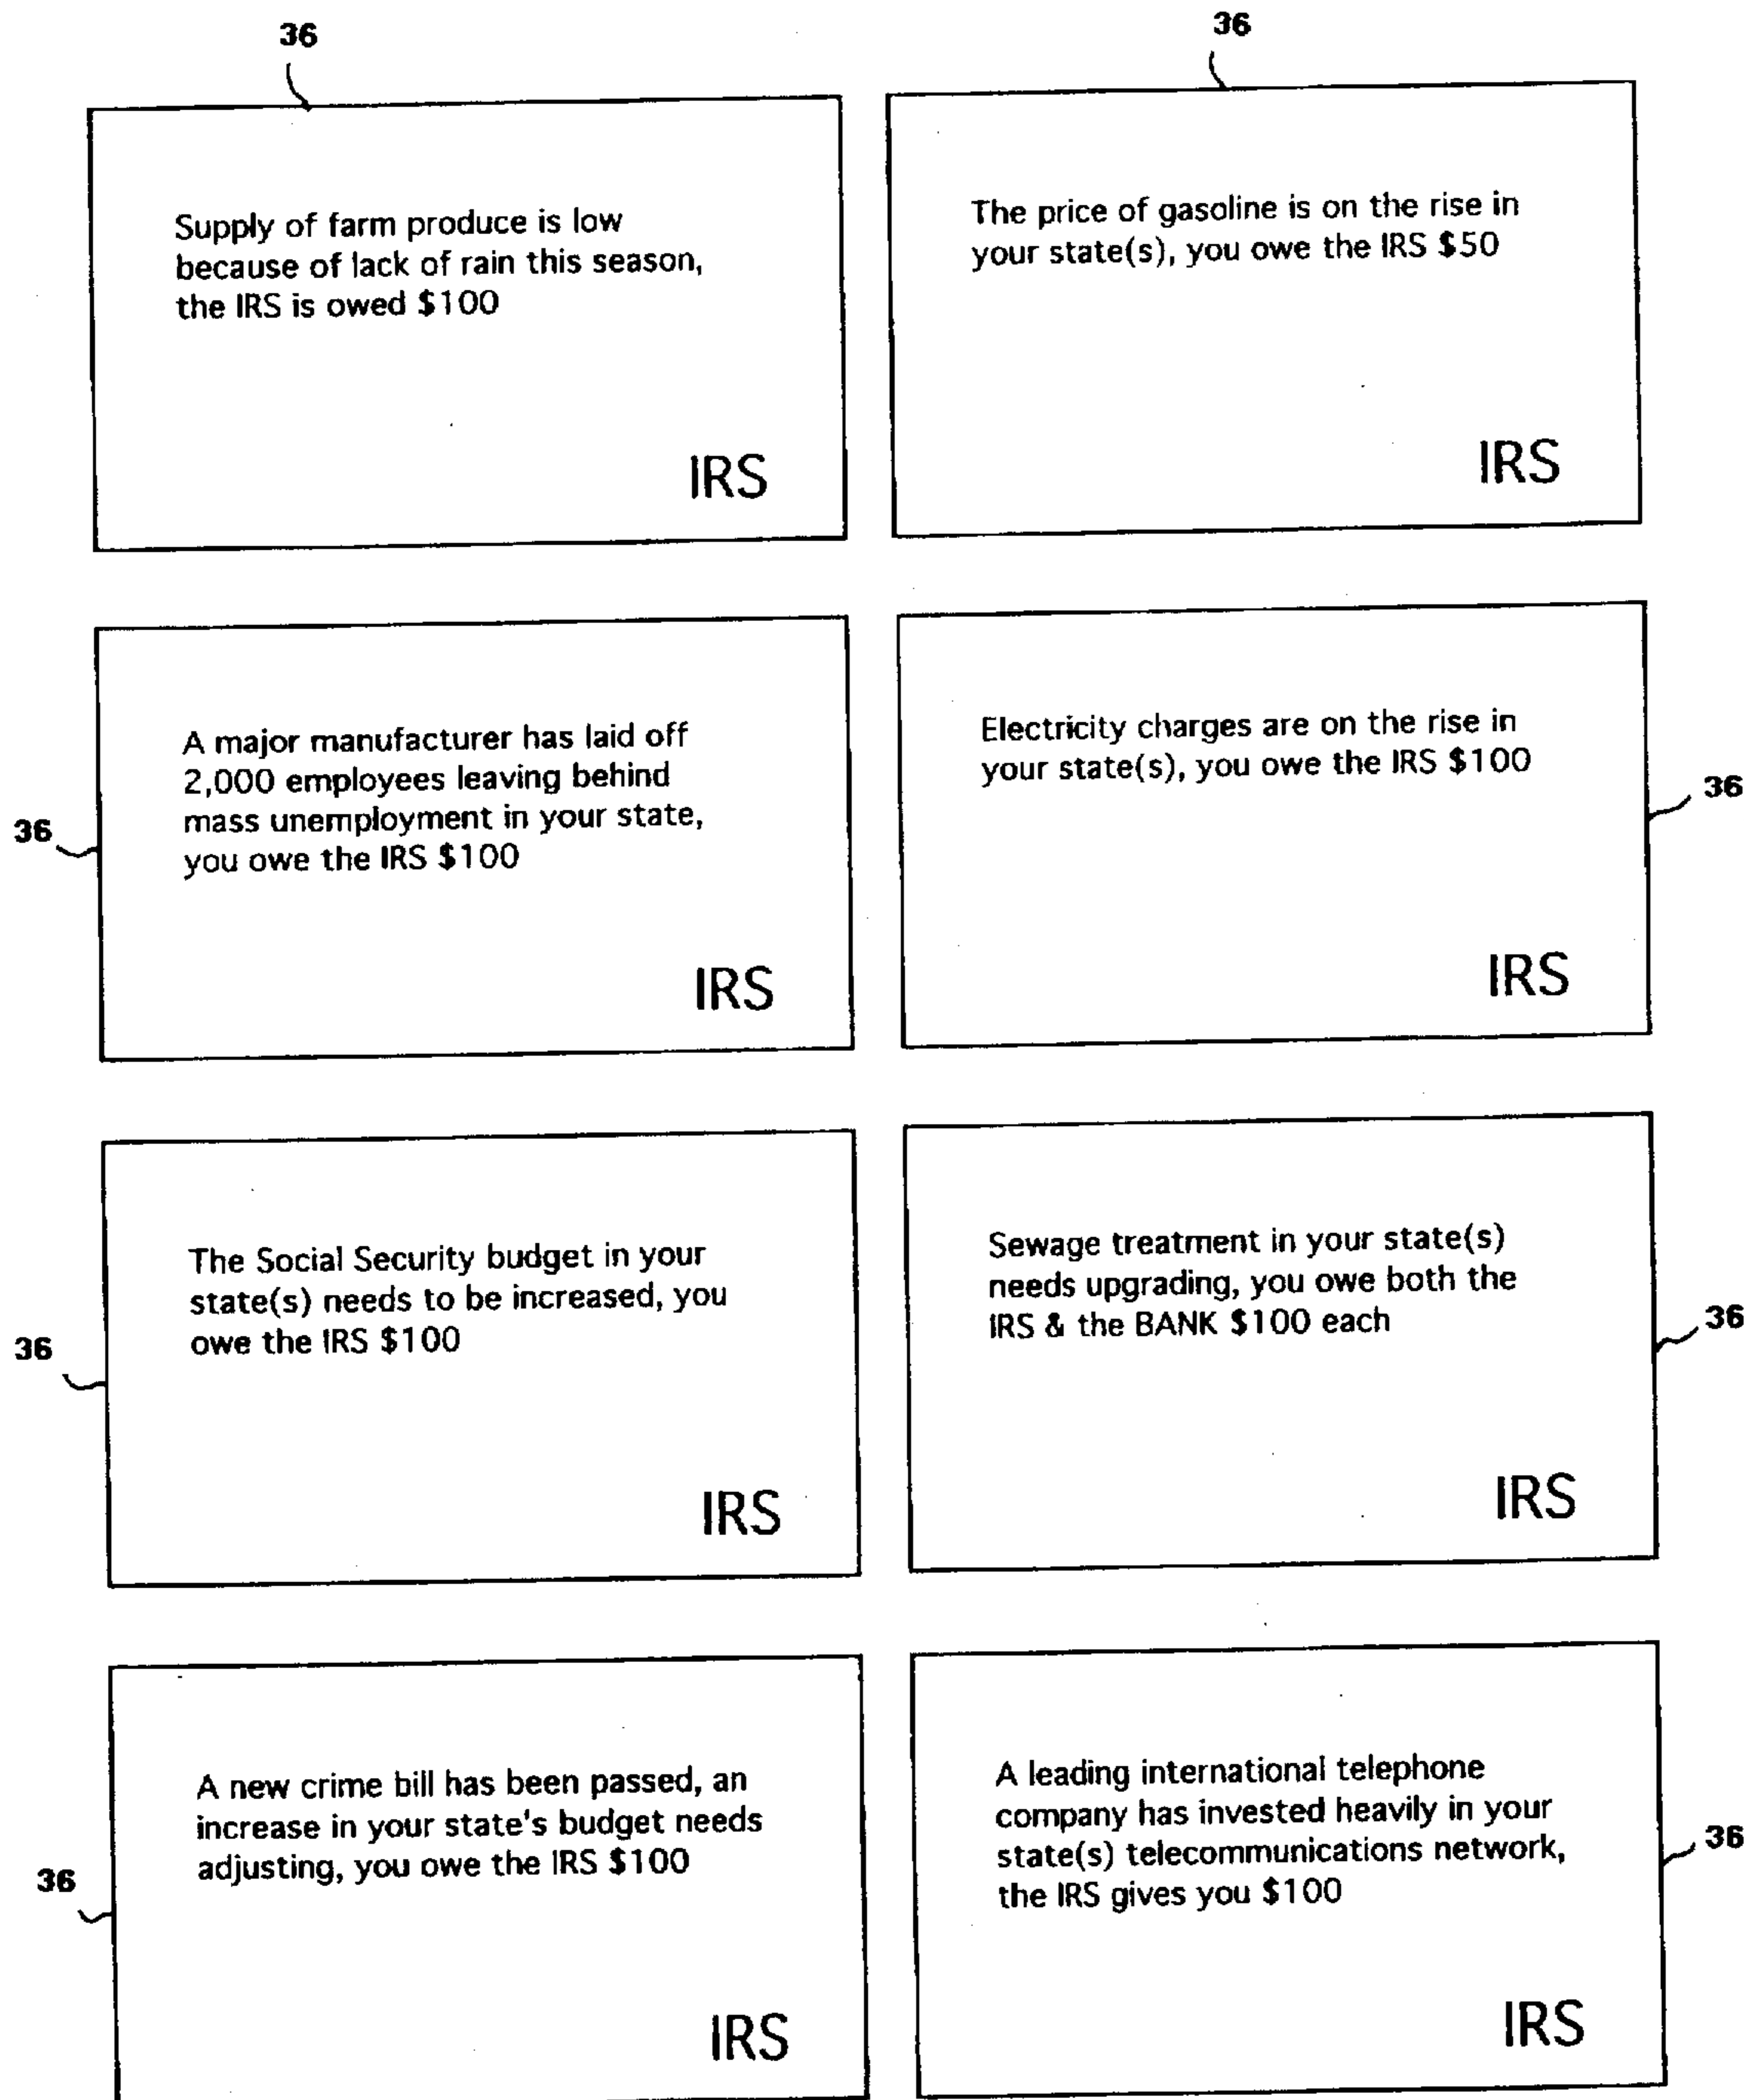 36
36
Supply of farm produce is low
because of lack of rain this season,
the IRS is owed $100
IRS
The price of gasoline is on the rise in
your state(s), you owe the IRS $50
IRS
36
A major manufacturer has laid off
2,000 employees leaving behind
mass unemployment in your state,
you owe the IRS $100
IRS
Electricity charges are on the rise in
your state(s), you owe the IRS $100
36
IRS
36
The Social Security budget in your
state(s) needs to be increased, you
owe the IRS $100
IRS
Sewage treatment in your state(s)
needs upgrading, you owe both the
IRS & the BANK $100 each
36
IRS
36
A new crime bill has been passed, an
increase in your state's budget needs
adjusting, you owe the IRS $100
IRS
A leading international telephone
company has invested heavily in your
state(s) telecommunications network,
the IRS gives you $100
36
IRS